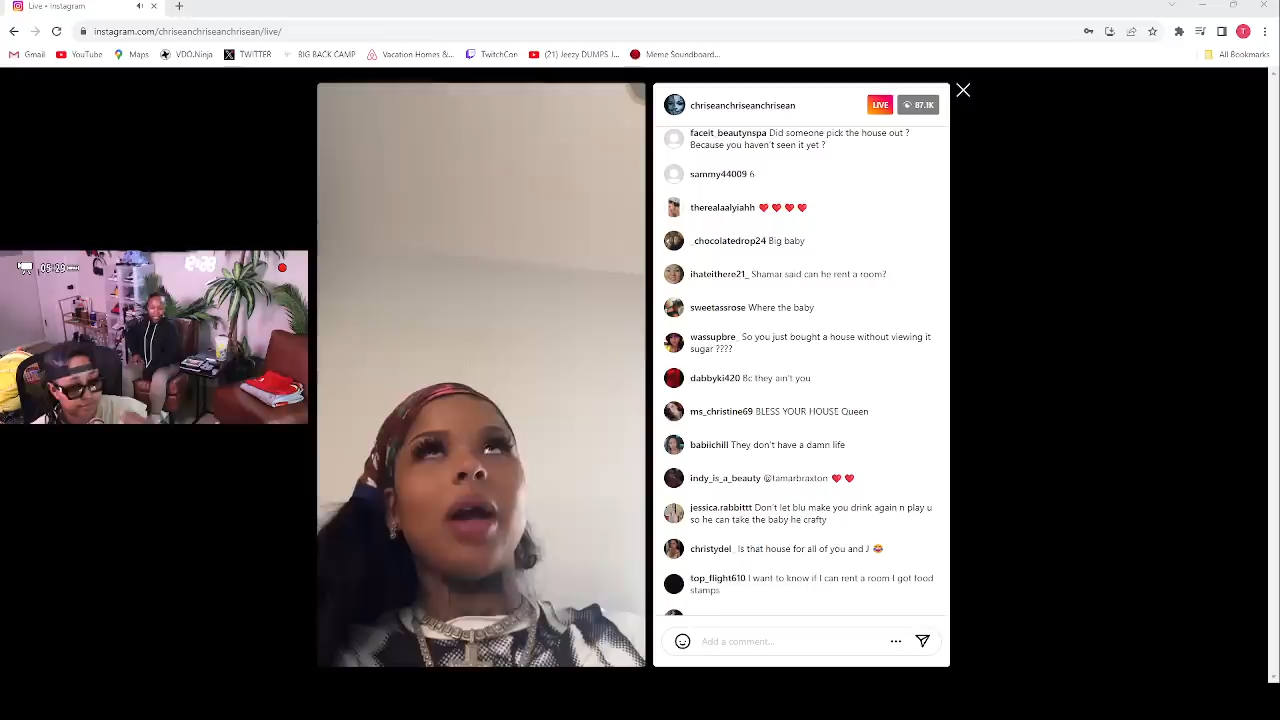 Live • Instagram
instagram.com/chriseanchriseanchrisean/live/
Gmail
YouTube
Maps
VDO.Ninja
TWITTER
BIG BACK CAMP
Vacation Homes &...
TwitchCon
(21) Jeezy DUMPS J...
Meme Soundboard...
All Bookmarks
chriseanchriseanchrisean
LIVE
87.1K
faceit_beautynspa Did someone pick the house out ?
Because you haven't seen it yet ?
sammy44009 6
therealaalyiahh ♥️ ♥️ ♥️ ♥️
_chocolatedrop24 Big baby
ihateithere21_ Shamar said can he rent a room?
sweetassrose Where the baby
wassupbre_ So you just bought a house without viewing it
sugar ????
dabbyki420 Bc they ain't you
ms_christine69 BLESS YOUR HOUSE Queen
babiichill They don't have a damn life
indy_is_a_beauty @tamarbraxton ♥️ ♥️
jessica.rabbittt Don't let blu make you drink again n play u
so he can take the baby he crafty
christydel_ Is that house for all of you and J 😂
top_flight610 I want to know if I can rent a room I got food
stamps
Add a comment...
T
12:28